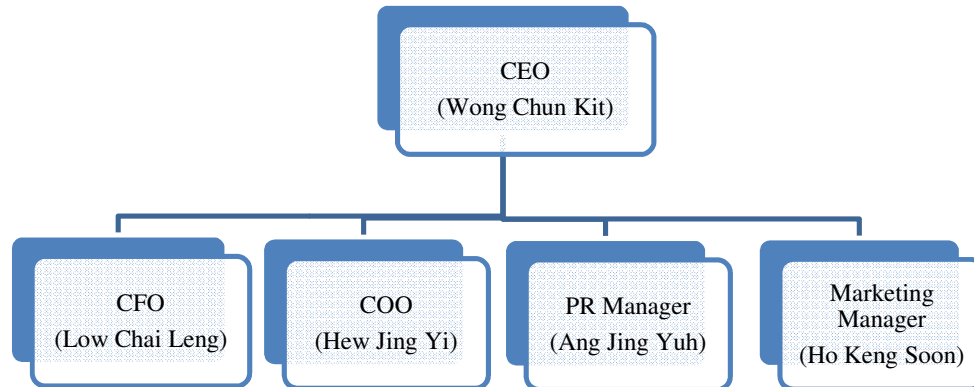 CEO
(Wong Chun Kit)
CFO
(Low Chai Leng)
COO
(Hew Jing Yi)
PR Manager
(Ang Jing Yuh)
Marketing
Manager
(Ho Keng Soon)